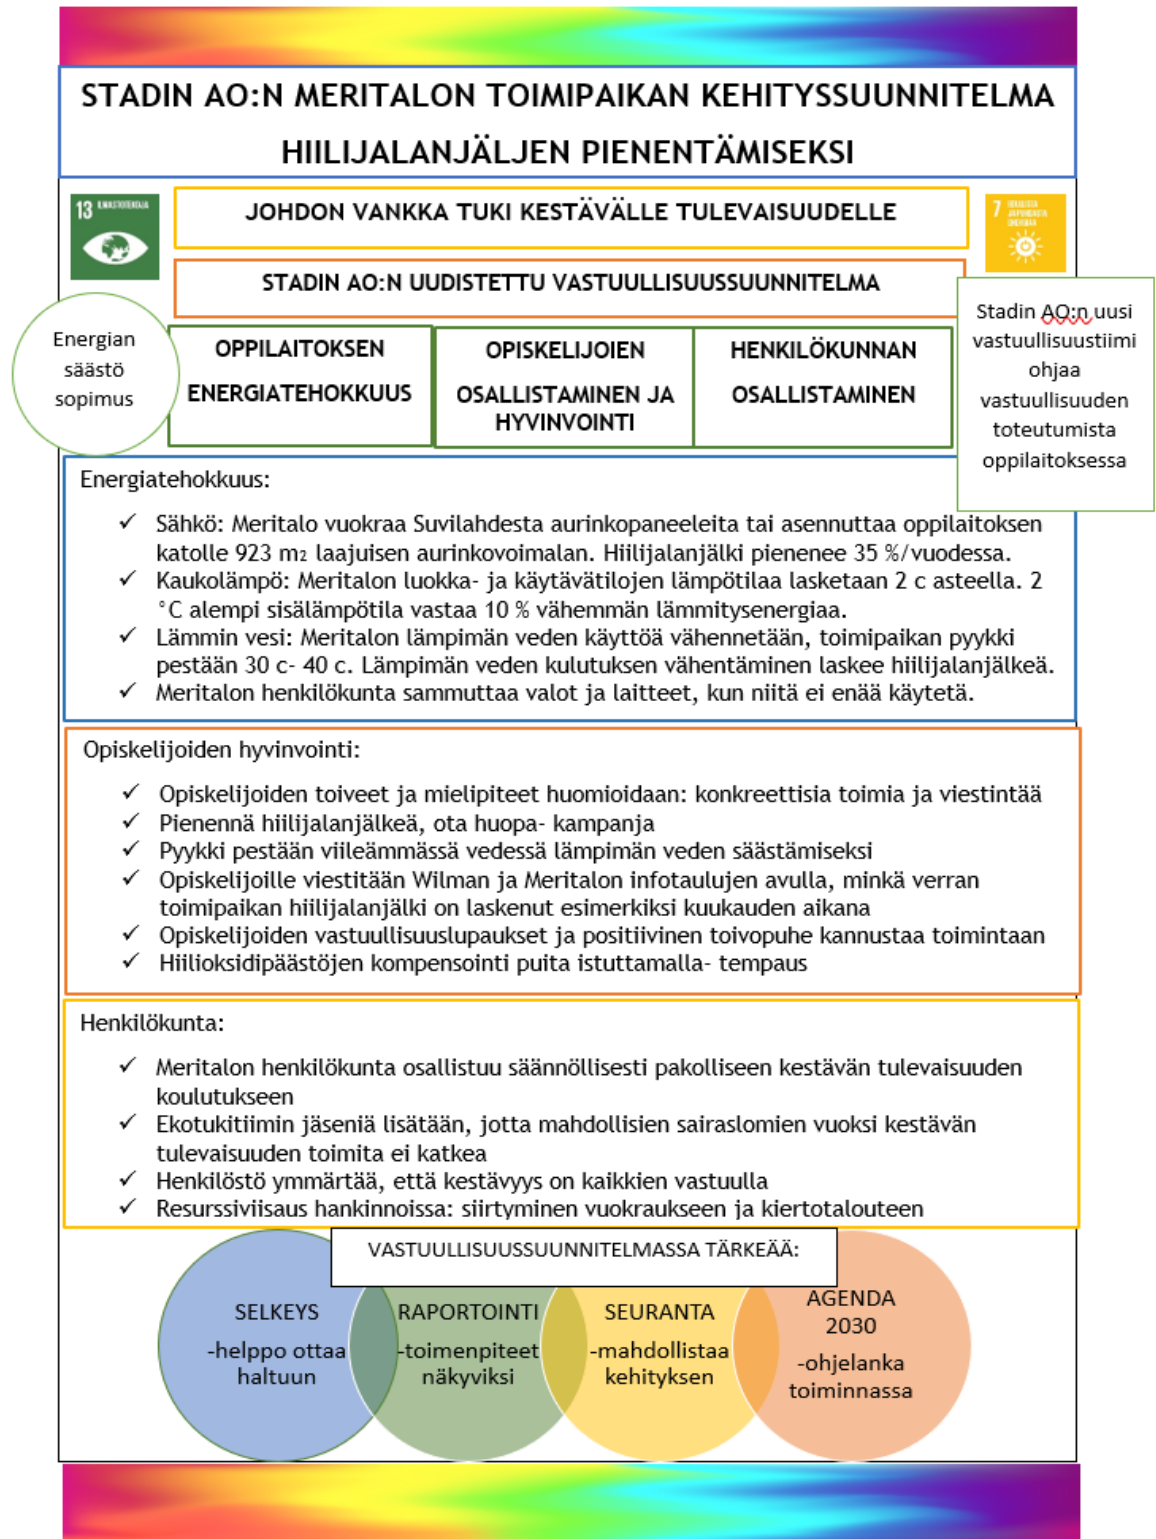 STADIN AO:N MERITALON TOIMIPAIKAN KEHITYSSUUNNITELMA
HIILIJALANJÄLJEN PIENENTÄMISEKSI
13 ILMASTOTEKOJA
JOHDON VANKKA TUKI KESTÄVÄLLE TULEVAISUUDELLE
7
STADIN AO:N UUDISTETTU VASTUULLISUUSSUUNNITELMA
Energian
säästö
sopimus
OPPILAITOKSEN
ENERGIATEHOKKUUS
OPISKELIJOIEN
OSALLISTAMINEN JA
HYVINVOINTI
HENKILÖKUNNAN
OSALLISTAMINEN
Stadin AO:n uusi
vastuullisuustiimi
ohjaa
vastuullisuuden
toteutumista
oppilaitoksessa
Energiatehokkuus:
✓ Sähkö: Meritalo vuokraa Suvilahdesta aurinkopaneeleita tai asennuttaa oppilaitoksen
katolle 923 m2 laajuisen aurinkovoimalan. Hiilijalanjälki pienenee 35 %/vuodessa.
✓ Kaukolämpö: Meritalon luokka- ja käytävätilojen lämpötilaa lasketaan 2 c asteella. 2
°C alempi sisälämpötila vastaa 10 % vähemmän lämmitysenergiaa.
✓ Lämmin vesi: Meritalon lämpimän veden käyttöä vähennetään, toimipaikan pyykki
pestään 30 c- 40 c. Lämpimän veden kulutuksen vähentäminen laskee hiilijalanjälkeä.
✓ Meritalon henkilökunta sammuttaa valot ja laitteet, kun niitä ei enää käytetä.
Opiskelijoiden hyvinvointi:
✓ Opiskelijoiden toiveet ja mielipiteet huomioidaan: konkreettisia toimia ja viestintää
✓ Pienennä hiilijalanjälkeä, ota huopa- kampanja
✓ Pyykki pestään viileämmässä vedessä lämpimän veden säästämiseksi
✓ Opiskelijoille viestitään Wilman ja Meritalon infotaulujen avulla, minkä verran
toimipaikan hiilijalanjälki on laskenut esimerkiksi kuukauden aikana
✓ Opiskelijoiden vastuullisuuslupaukset ja positiivinen toivopuhe kannustaa toimintaan
✓ Hiilioksidipäästöjen kompensointi puita istuttamalla- tempaus
Henkilökunta:
✓ Meritalon henkilökunta osallistuu säännöllisesti pakolliseen kestävän tulevaisuuden
koulutukseen
✓ Ekotukitiimin jäseniä lisätään, jotta mahdollisien sairaslomien vuoksi kestävän
tulevaisuuden toimita ei katkea
✓ Henkilöstö ymmärtää, että kestävyys on kaikkien vastuulla
✓ Resurssiviisaus hankinnoissa: siirtyminen vuokraukseen ja kiertotalouteen
VASTUULLISUUSSUUNNITELMASSA TÄRKEÄÄ:
SELKEYS
-helppo ottaa
haltuun
RAPORTOINTI
-toimenpiteet
näkyviksi
SEURANTA
-mahdollistaa
kehityksen
AGENDA
2030
-ohjelanka
toiminnassa